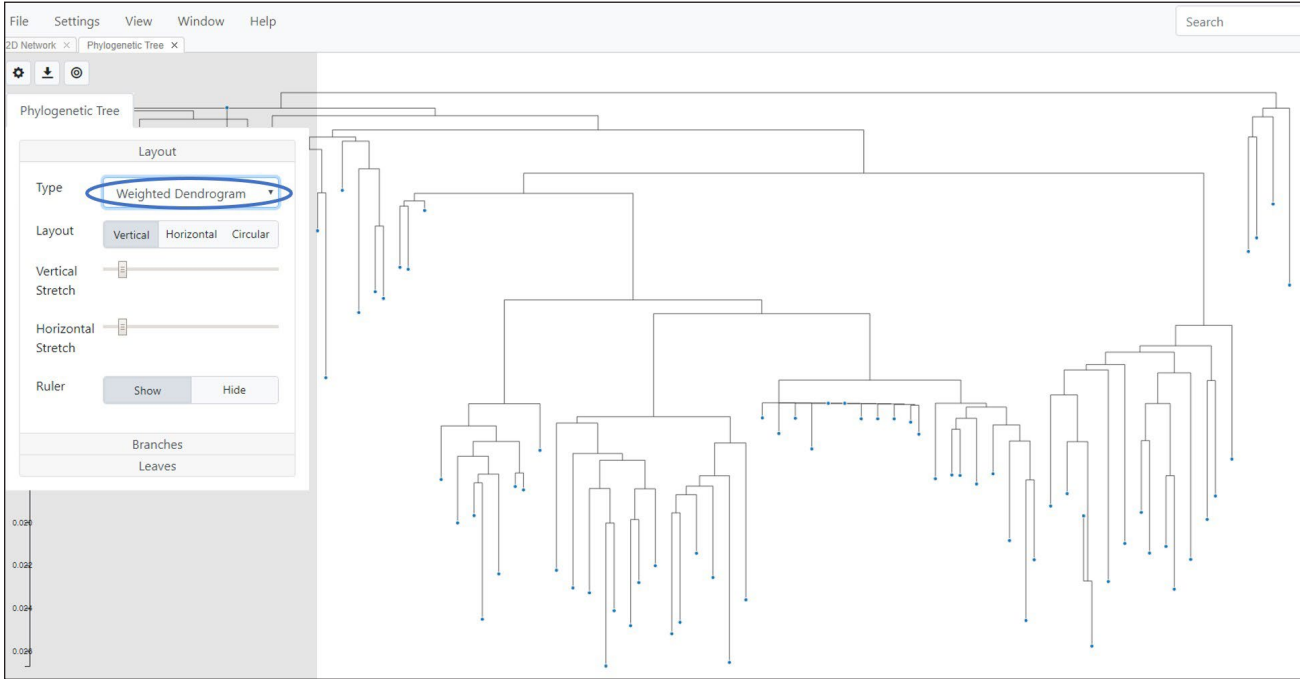 File Settings View Window Help Search
2D Network × Phylogenetic Tree ×
Phylogenetic Tree
Layout
Type Weighted Dendrogram
Layout Vertical Horizontal Circular
Vertical
Stretch
Horizontal
Stretch
Ruler Show Hide
Branches
Leaves
0.020
0.022
0.024
0.026